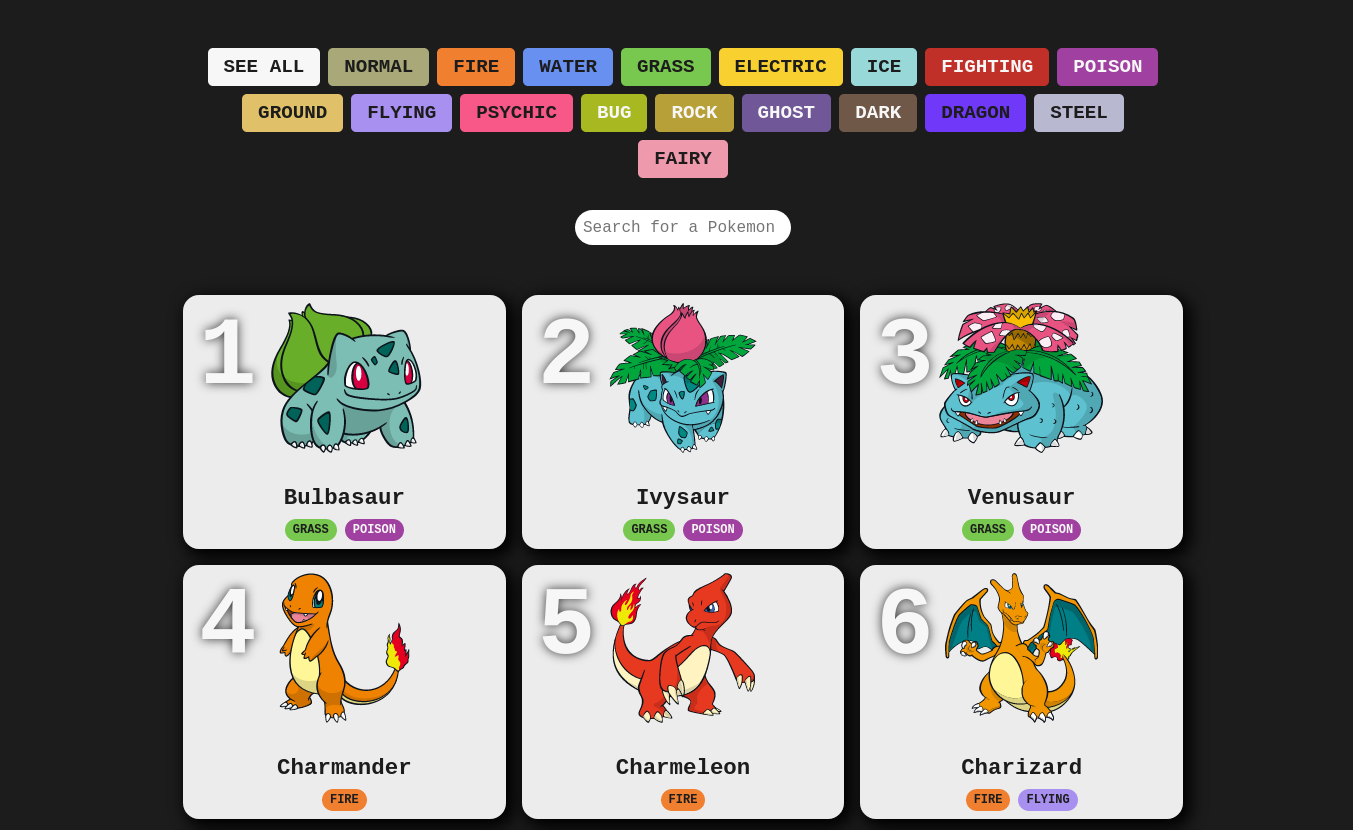 SEE ALL NORMAL FIRE WATER GRASS ELECTRIC ICE FIGHTING POISON
GROUND FLYING PSYCHIC BUG ROCK GHOST DARK DRAGON STEEL
FAIRY
Search for a Pokemon
1 2 3
Bulbasaur Ivysaur Venusaur
GRASS POISON GRASS POISON GRASS POISON
4 5 6
Charmander Charmeleon Charizard
FIRE FIRE FIRE FLYING